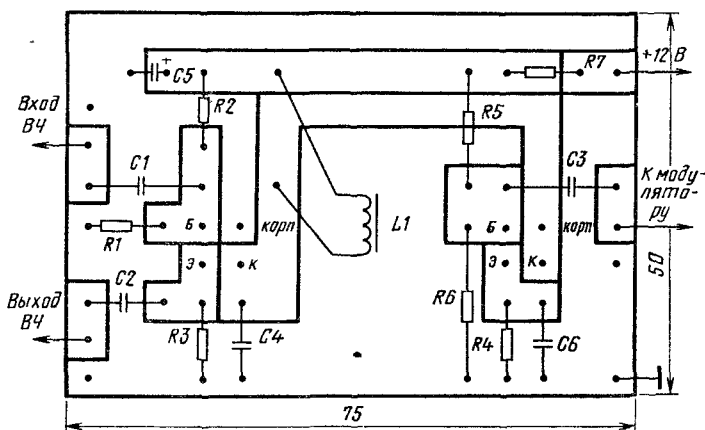 +12 В
C5
R7
Вход
ВЧ
R2
R5
C1
C3
К моду-
лято-
ру
R1
Б
корп
L1
Б
корп
Э
К
Э
К
50
C2
Выход
ВЧ
R3
C4
R6
R4
C6
75